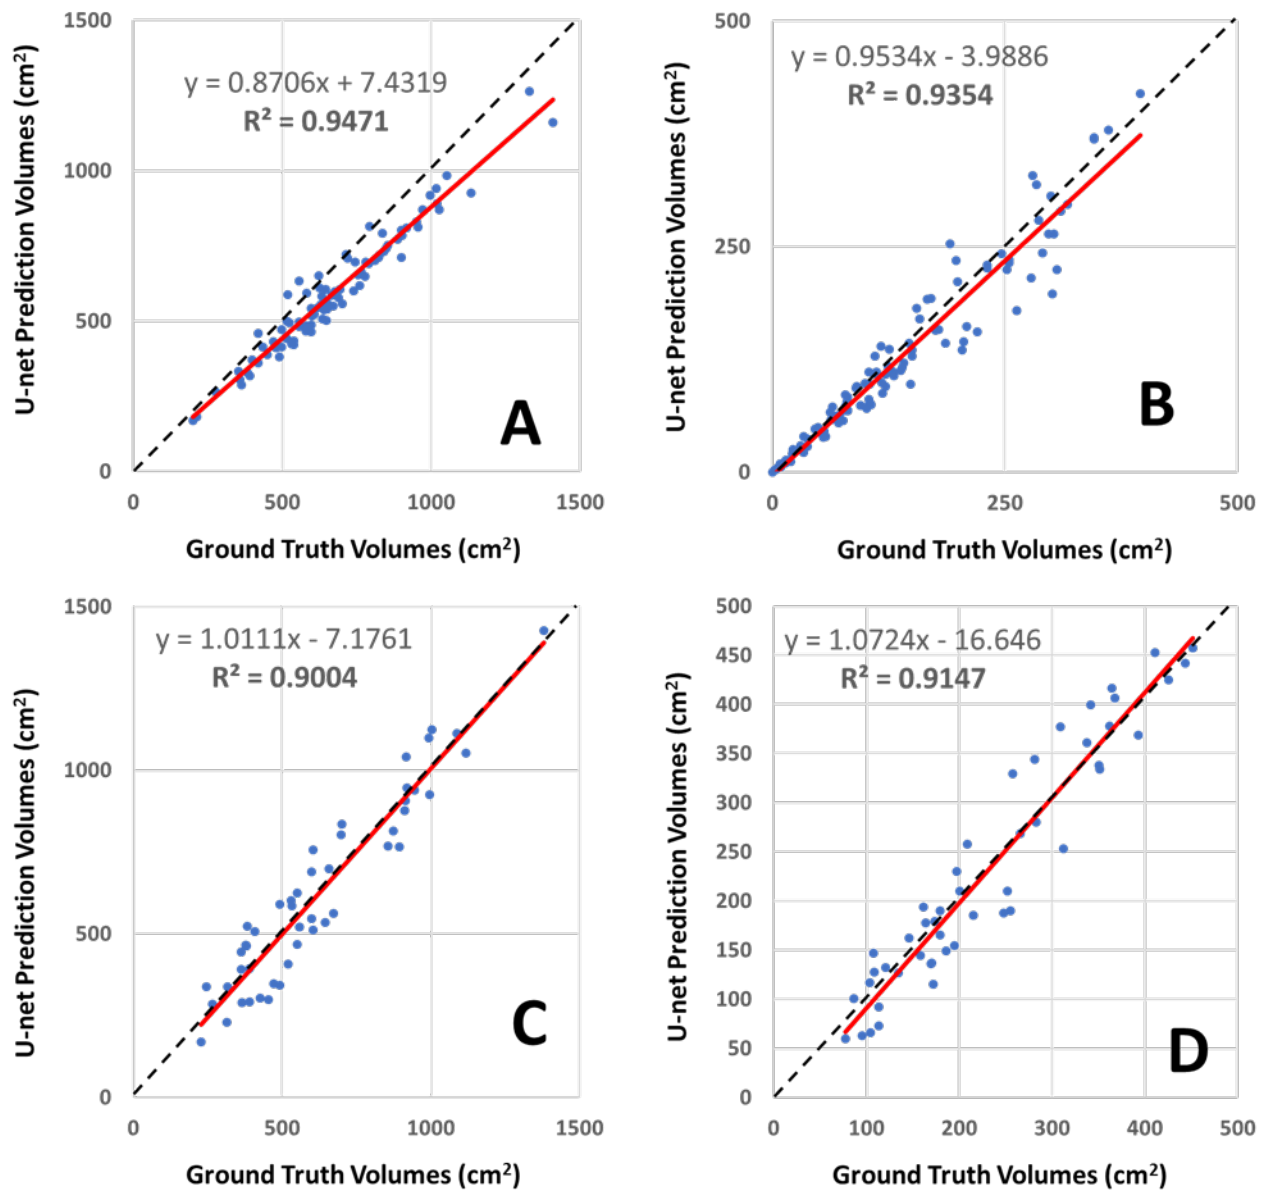 U-net Prediction Volumes (cm²)
1500
1000
500
0
y = 0.8706x + 7.4319
R² = 0.9471
A
0 500 1000 1500
Ground Truth Volumes (cm²)
U-net Prediction Volumes (cm²)
500
250
0
y = 0.9534x - 3.9886
R² = 0.9354
B
0 250 500
Ground Truth Volumes (cm²)
U-net Prediction Volumes (cm²)
1500
1000
500
0
y = 1.0111x - 7.1761
R² = 0.9004
C
0 500 1000 1500
Ground Truth Volumes (cm²)
U-net Prediction Volumes (cm²)
500
450
400
350
300
250
200
150
100
50
0
y = 1.0724x - 16.646
R² = 0.9147
D
0 100 200 300 400 500
Ground Truth Volumes (cm²)